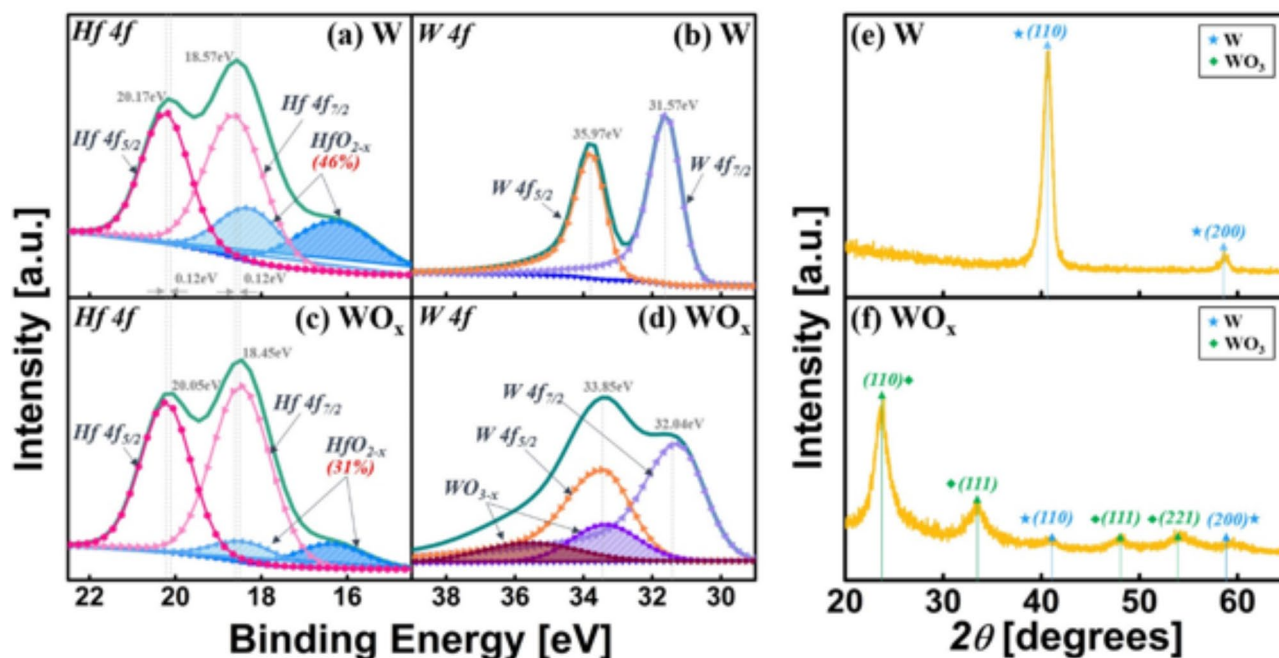 Hf 4f
(a) W
18.57eV
20.17eV
Hf 4f5/2
Hf 4f7/2
HfO2-x
(46%)
0.12eV
0.12eV
W 4f
(b) W
31.57eV
35.97eV
W 4f5/2
W 4f7/2
(e) W
★(110)
★(200)
★ W
◆ WO3
Hf 4f
(c) WOx
18.45eV
20.05eV
Hf 4f5/2
Hf 4f7/2
HfO2-x
(31%)
W 4f
(d) WOx
33.85eV
32.04eV
W 4f7/2
W 4f5/2
WO3-x
(f) WOx
(110)◆
◆(111)
★(110)
◆(111)
◆(221)
(200)★
★ W
◆ WO3
Intensity [a.u.]
Intensity [a.u.]
22 20 18 16
38 36 34 32 30
20 30 40 50 60
Binding Energy [eV]
2θ [degrees]